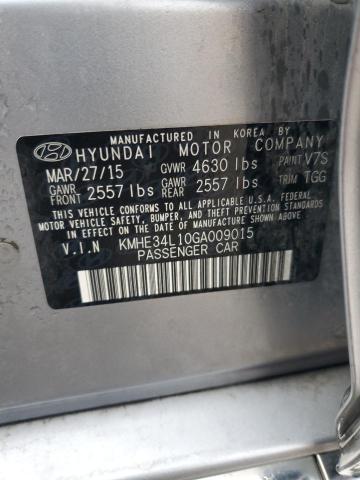 MANUFACTURED IN KOREA BY
HYUNDAI MOTOR COMPANY
MAR/27/15 GVWR 4630 lbs PAINT V7S
GAWR FRONT 2557 lbs GAWR REAR 2557 lbs TRIM TGG
THIS VEHICLE CONFORMS TO ALL APPLICABLE U.S.A. FEDERAL
MOTOR VEHICLE SAFETY, BUMPER, AND THEFT PREVENTION
STANDARDS IN EFFECT ON THE DATE OF MANUFACTURE SHOWN ABOVE.
V.I.N KMHE34L10GA009015
PASSENGER CAR